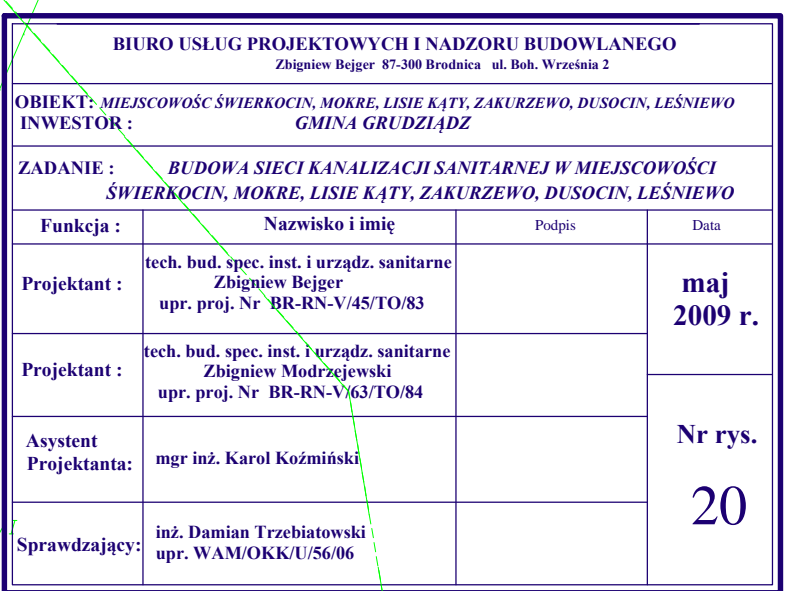 BIURO USŁUG PROJEKTOWYCH I NADZORU BUDOWLANEGO
Zbigniew Bejger 87-300 Brodnica ul. Boh. Września 2
OBIEKT: MIEJSCOWOŚC ŚWIERKOCIN, MOKRE, LISIE KĄTY, ZAKURZEWO, DUSOCIN, LEŚNIEWO
INWESTOR : GMINA GRUDZIĄDZ
ZADANIE : BUDOWA SIECI KANALIZACJI SANITARNEJ W MIEJSCOWOŚCI
ŚWIERKOCIN, MOKRE, LISIE KĄTY, ZAKURZEWO, DUSOCIN, LEŚNIEWO
Funkcja : Nazwisko i imię Podpis Data
Projektant :
tech. bud. spec. inst. i urządz. sanitarne
Zbigniew Bejger
upr. proj. Nr BR-RN-V/45/TO/83
maj
2009 r.
Projektant :
tech. bud. spec. inst. i urządz. sanitarne
Zbigniew Modrzejewski
upr. proj. Nr BR-RN-V/63/TO/84
Asystent
Projektanta:
mgr inż. Karol Koźmiński
Nr rys.
20
Sprawdzający:
inż. Damian Trzebiatowski
upr. WAM/OKK/U/56/06